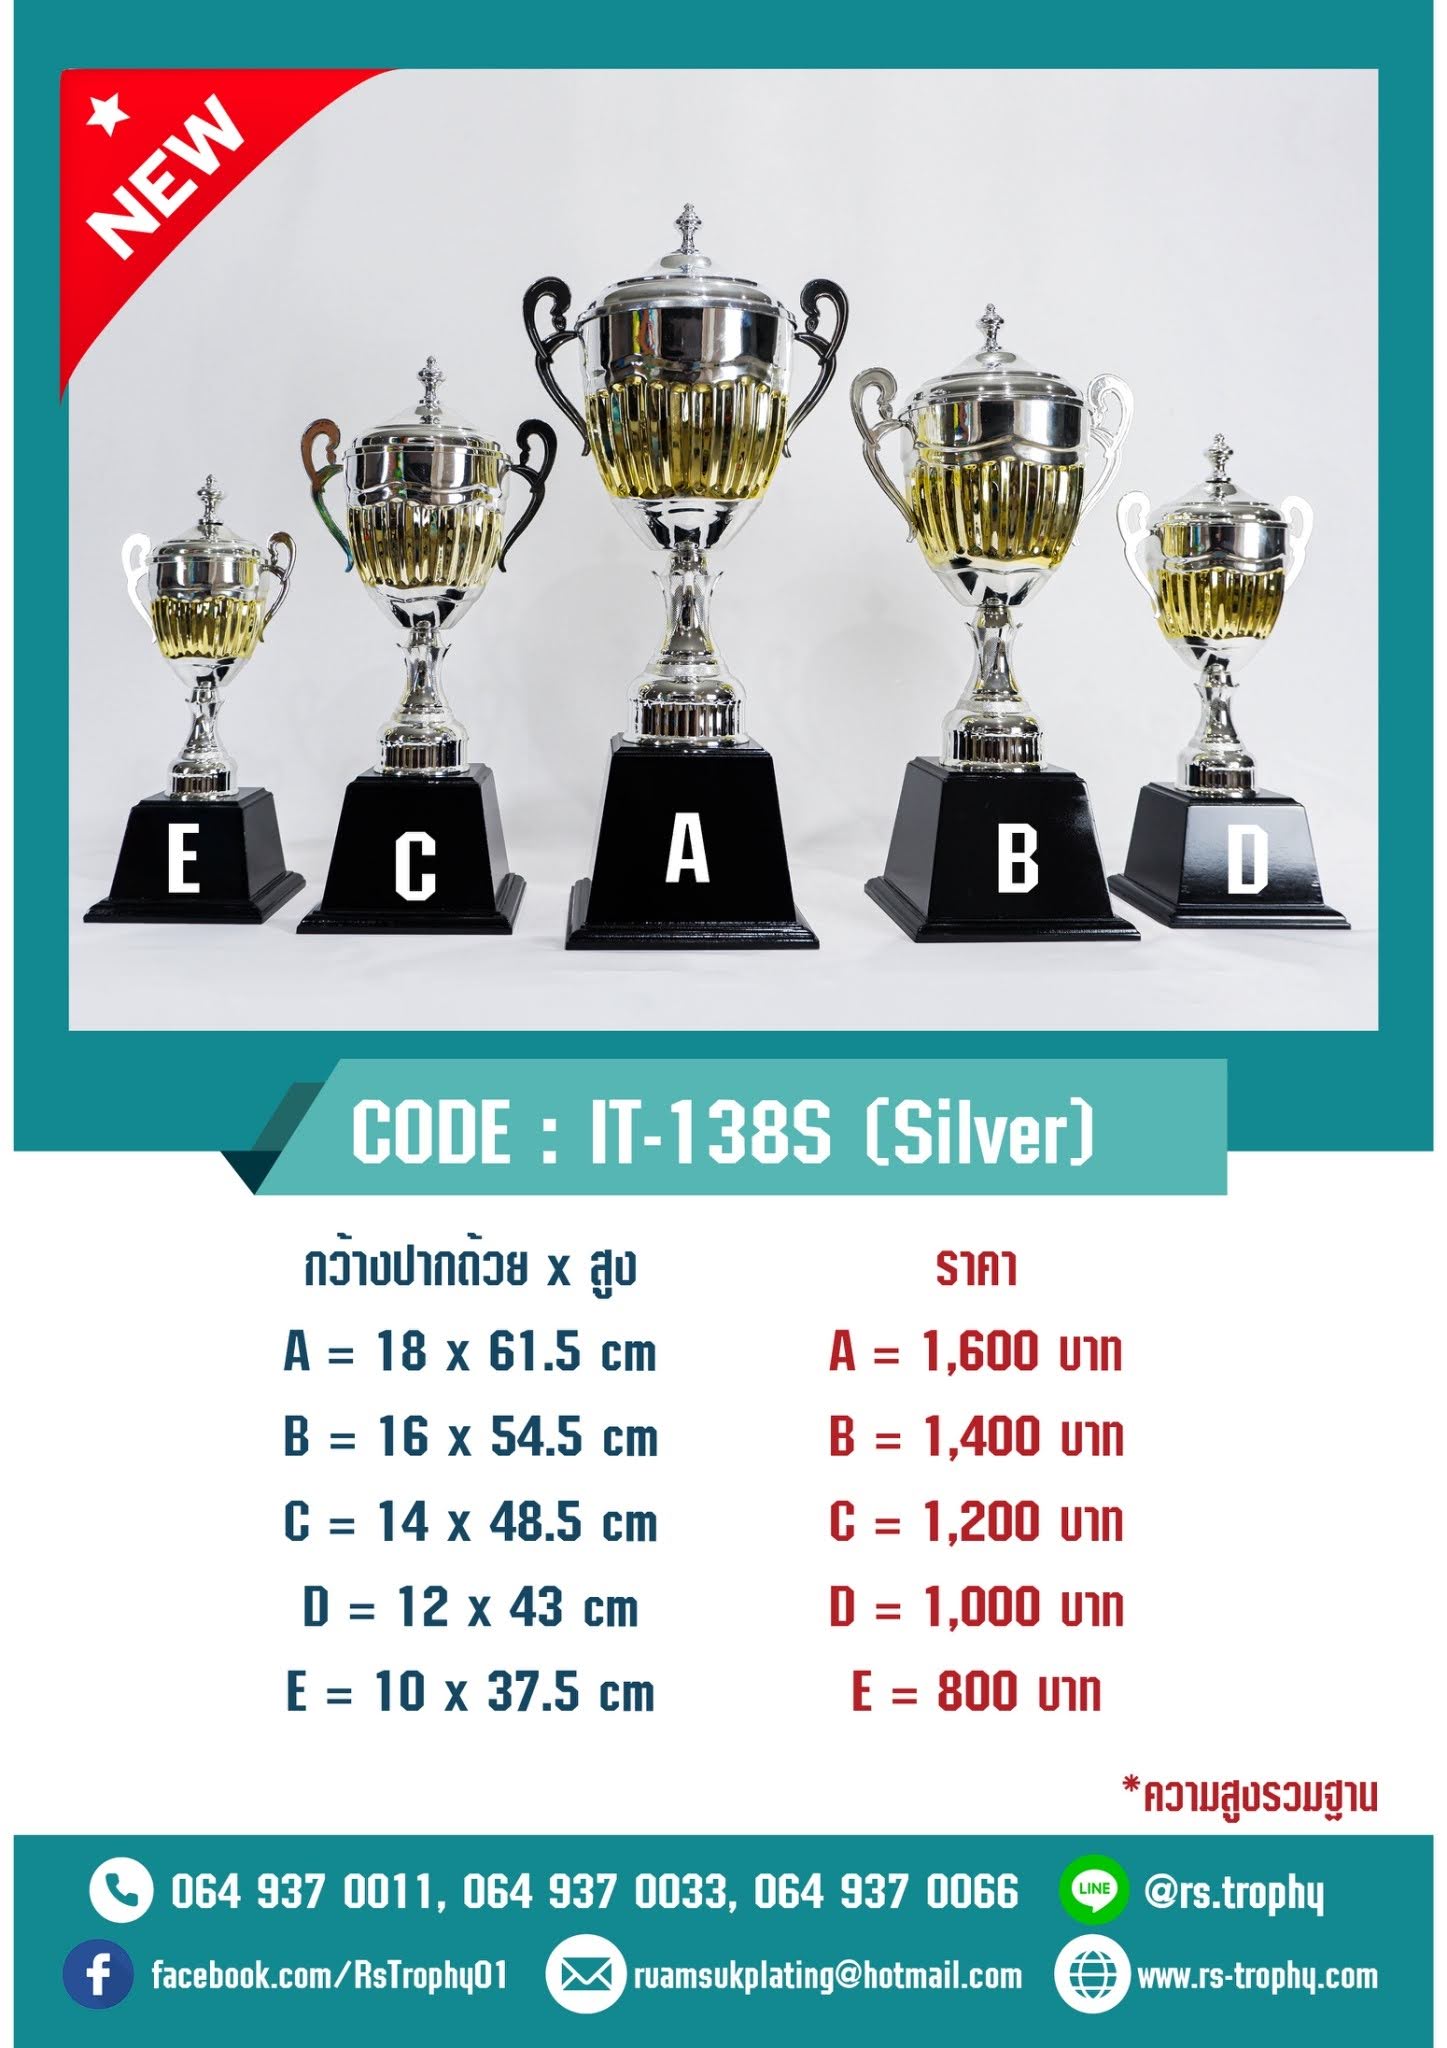 NEW
E
C
A
B
D
CODE : IT-138S (Silver)
กว้างปากถ้วย x สูง
A = 18 x 61.5 cm
B = 16 x 54.5 cm
C = 14 x 48.5 cm
D = 12 x 43 cm
E = 10 x 37.5 cm
ราคา
A = 1,600 บาท
B = 1,400 บาท
C = 1,200 บาท
D = 1,000 บาท
E = 800 บาท
*ความสูงรวมฐาน
064 937 0011, 064 937 0033, 064 937 0066
LINE @rs.trophy
facebook.com/RsTrophy01
ruamsukplating@hotmail.com
www.rs-trophy.com